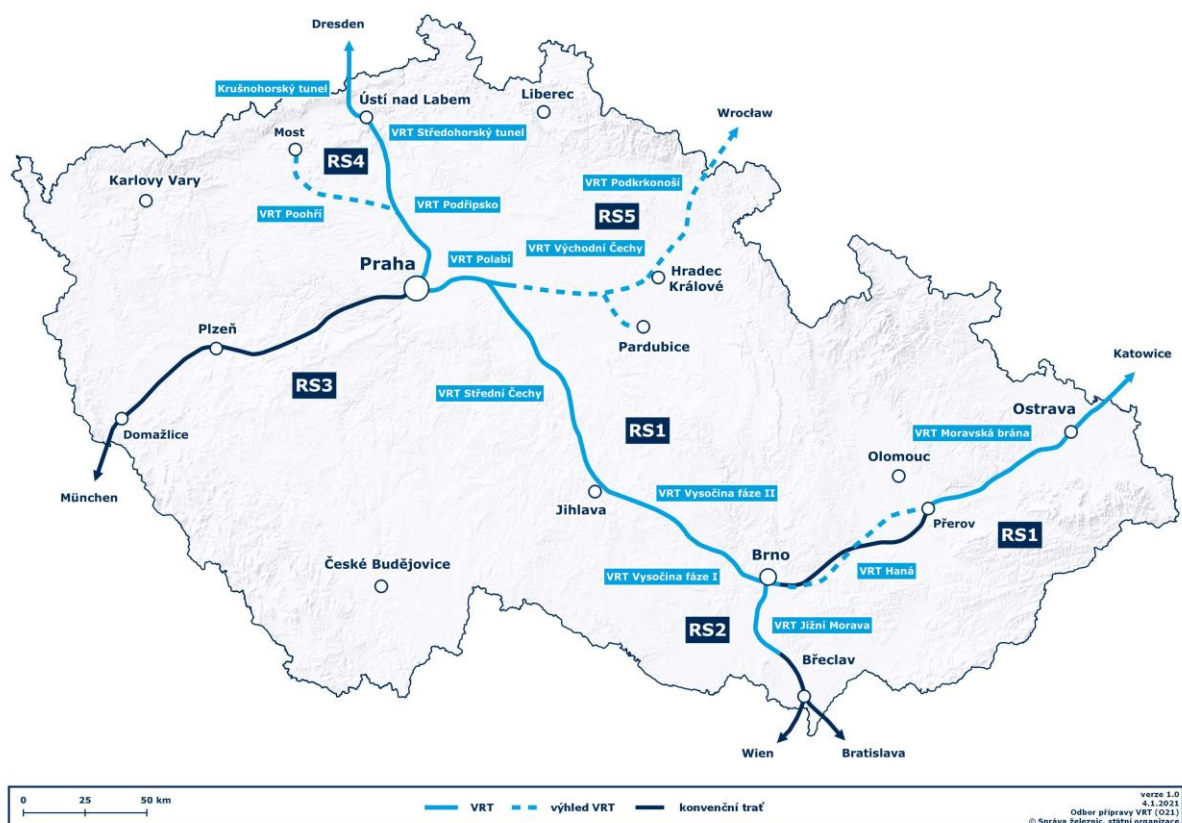 Dresden
Krušnohorský tunel
Ústí nad Labem
Liberec
VRT Středohorský tunel
Wrocław
Most
RS4
Karlovy Vary
VRT Podkrkonoší
VRT Poohří
VRT Podřipsko
RS5
VRT Východní Čechy
Praha
VRT Polabí
Hradec
Králové
Plzeň
Pardubice
Katowice
RS3
VRT Střední Čechy
Ostrava
Domažlice
RS1
VRT Moravská brána
Olomouc
München
VRT Vysočina fáze II
Jihlava
Přerov
RS1
Brno
České Budějovice
VRT Vysočina fáze I
VRT Haná
RS2
VRT Jižní Morava
Břeclav
Wien
Bratislava
0 25 50 km
VRT
výhled VRT
konvenční trať
verze 1.0
4.1.2021
Odbor přípravy VRT (O21)
© Správa železnic, státní organizace